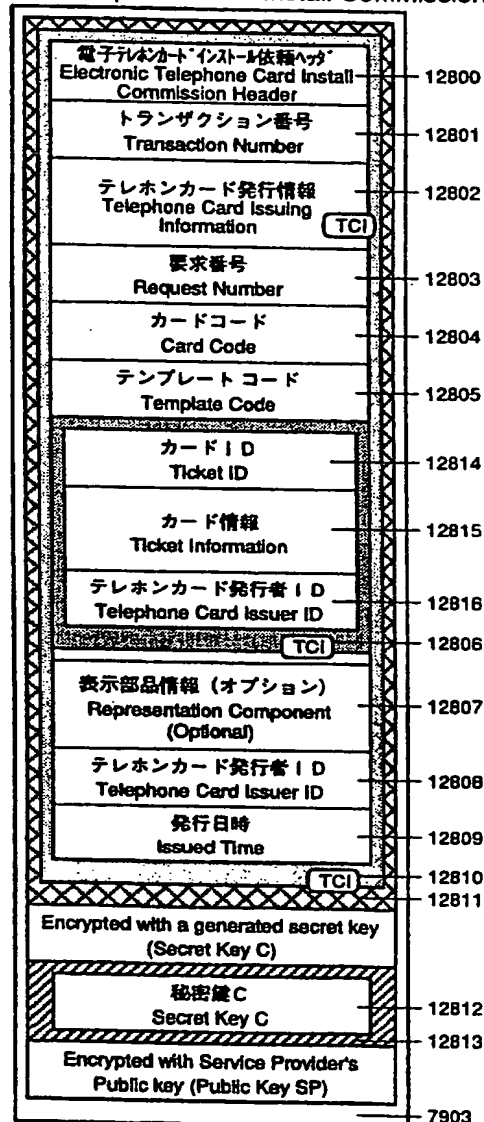 Install Commission
電子テレホンカードインストール依頼ヘッダ
Electronic Telephone Card Install
Commission Header
12800
トランザクション番号
Transaction Number
12801
テレホンカード発行情報
Telephone Card Issuing
Information
TCI
12802
要求番号
Request Number
12803
カードコード
Card Code
12804
テンプレートコード
Template Code
12805
カードID
Ticket ID
12814
カード情報
Ticket Information
12815
テレホンカード発行者ID
Telephone Card Issuer ID
12816
TCI
12806
表示部品情報(オプション)
Representation Component
(Optional)
12807
テレホンカード発行者ID
Telephone Card Issuer ID
12808
発行日時
Issued Time
12809
TCI
12810
12811
Encrypted with a generated secret key
(Secret Key C)
秘密鍵C
Secret Key C
12812
12813
Encrypted with Service Provider's
Public key (Public Key SP)
7903